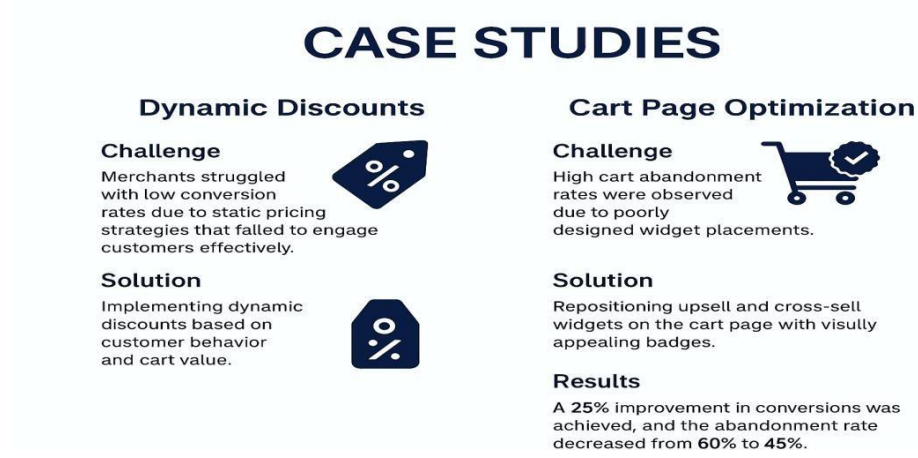 CASE STUDIES
Dynamic Discounts
Challenge
Merchants struggled
with low conversion
rates due to static pricing
strategies that falled to engage
customers effectively.
Solution
Implementing dynamic
discounts based on
customer behavior
and cart value.
Cart Page Optimization
Challenge
High cart abandonment
rates were observed
due to poorly
designed widget placements.
Solution
Repositioning upsell and cross-sell
widgets on the cart page with visully
appealing badges.
Results
A 25% improvement in conversions was
achieved, and the abandonment rate
decreased from 60% to 45%.